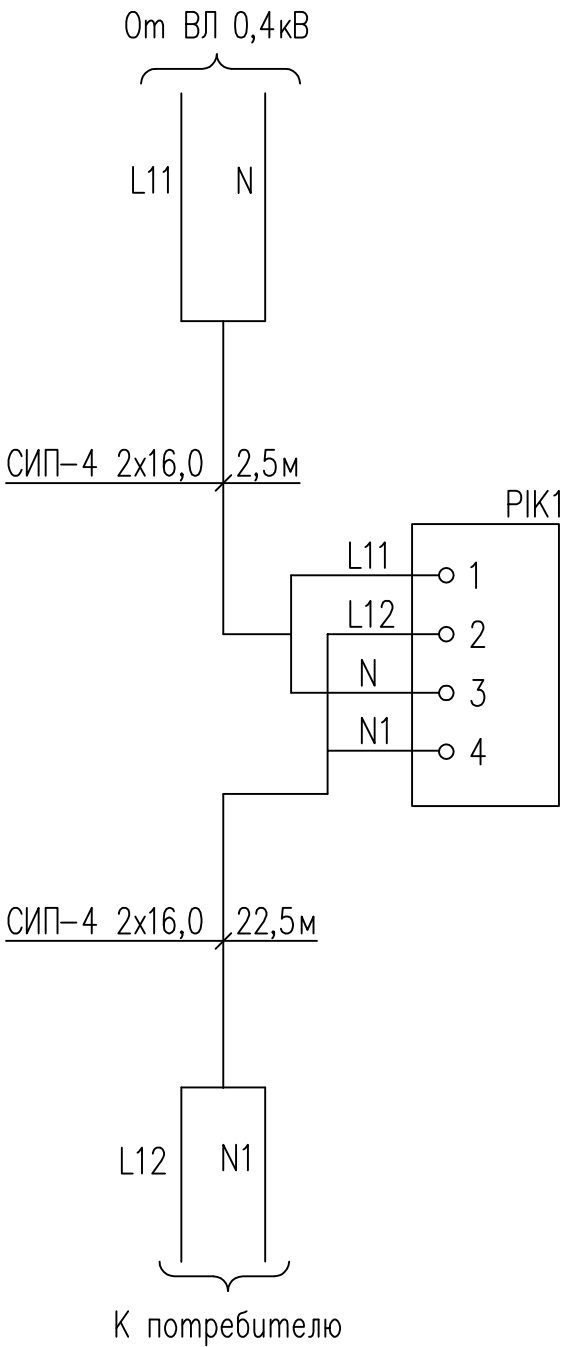 От ВЛ 0,4кВ
L11 N
СИП-4 2х16,0 2,5м
PIK1
L11 1
L12 2
N 3
N1 4
СИП-4 2х16,0 22,5м
L12 N1
К потребителю